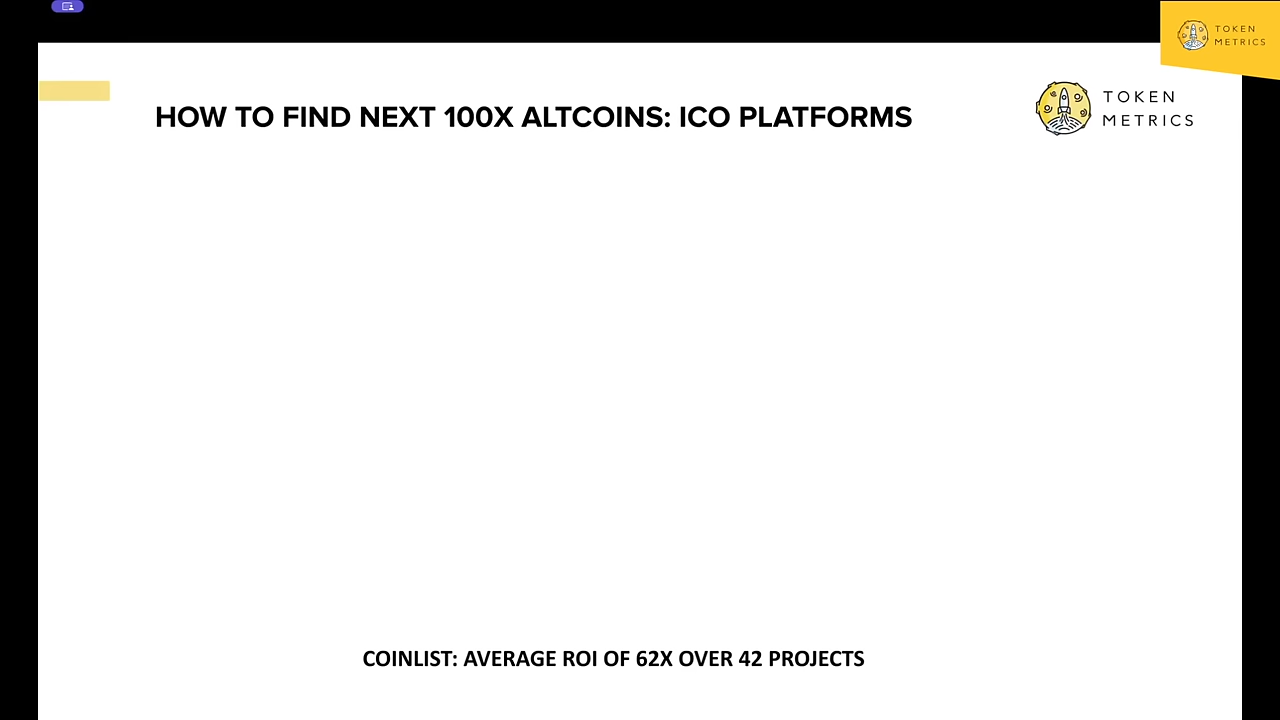 TOKEN
METRICS
HOW TO FIND NEXT 100X ALTCOINS: ICO PLATFORMS
TOKEN
METRICS
COINLIST: AVERAGE ROI OF 62X OVER 42 PROJECTS